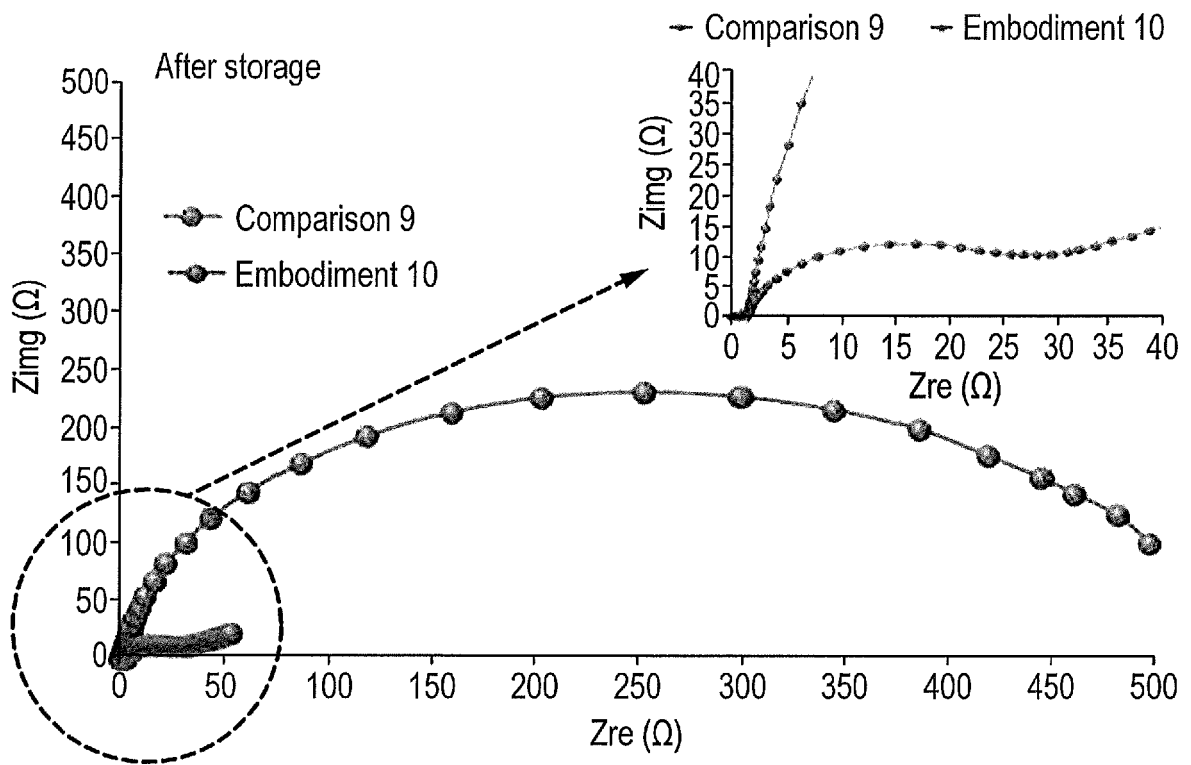 Comparison 9 Embodiment 10
After storage
500
450
400
350
300
250
200
150
100
50
0
Zimg (Ω)
Comparison 9
Embodiment 10
40
35
30
25
20
15
10
5
0
Zimg (Ω)
0 5 10 15 20 25 30 35 40
Zre (Ω)
0 50 100 150 200 250 300 350 400 450 500
Zre (Ω)